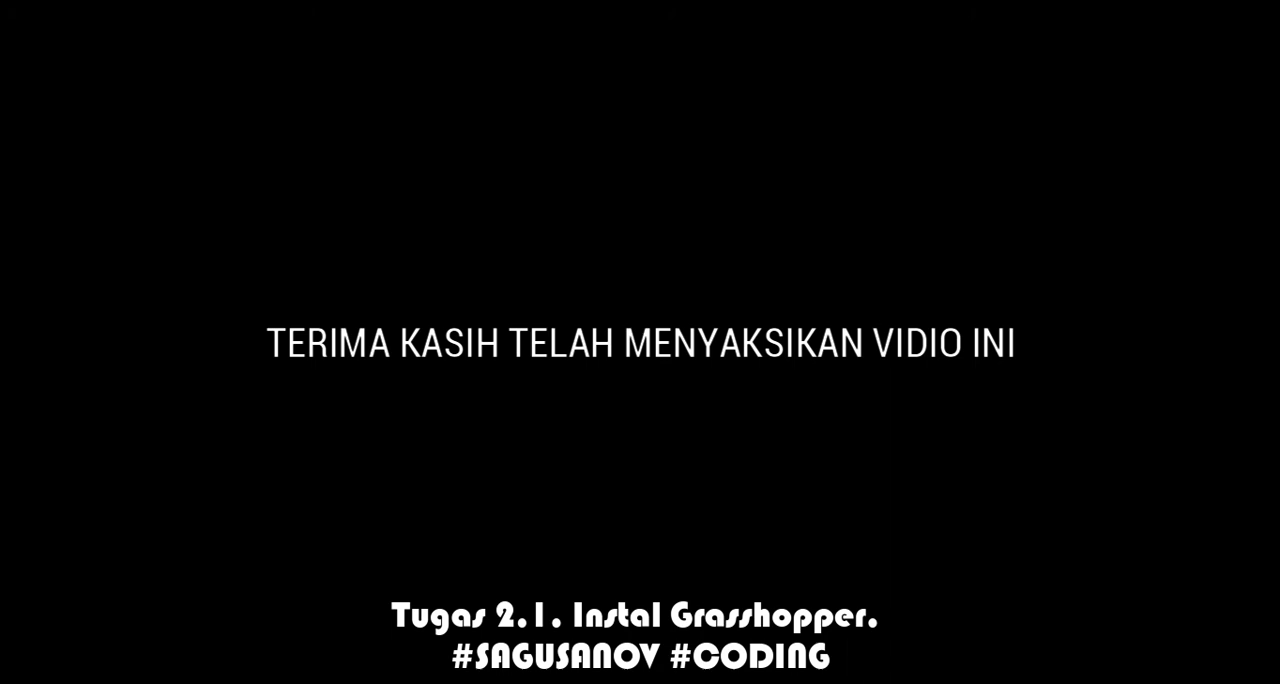 TERIMA KASIH TELAH MENYAKSIKAN VIDIO INI
Tugas 2.1. Instal Grasshopper.
#SAGUSANOV #CODING